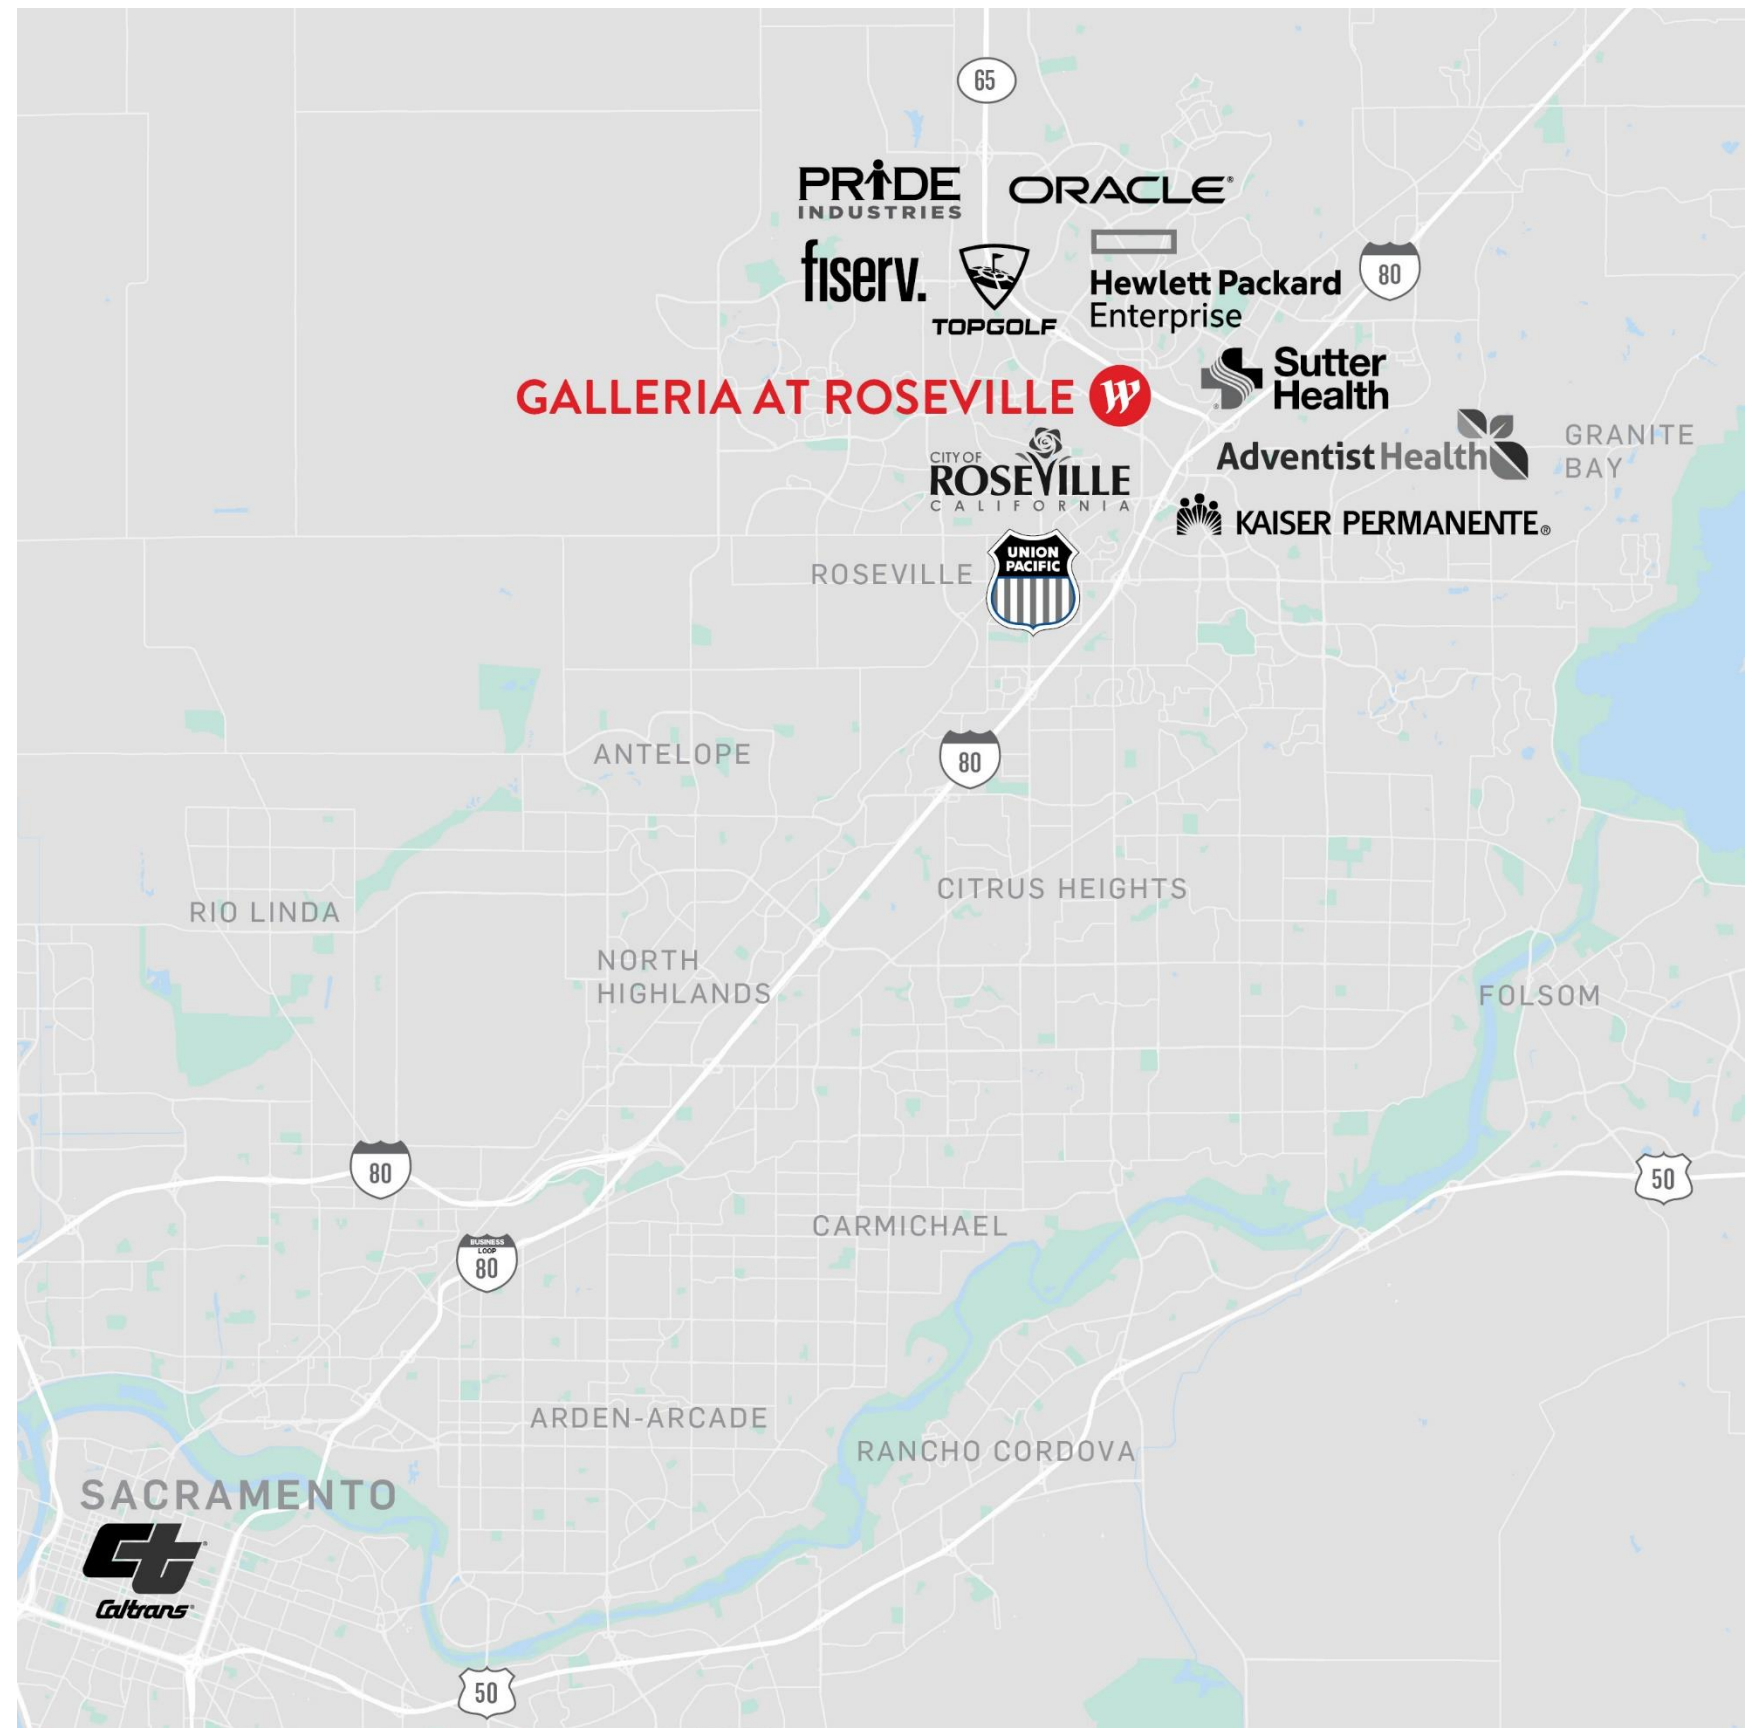 65
PRIDE
INDUSTRIES
ORACLE®
fiserv.
TOPGOLF
Hewlett Packard
Enterprise
80
Sutter
Health
GALLERIA AT ROSEVILLE W
Adventist Health
GRANITE
BAY
CITY OF
ROSEVILLE
CALIFORNIA
KAISER PERMANENTE®
UNION
PACIFIC
ROSEVILLE
ANTELOPE
80
CITRUS HEIGHTS
RIO LINDA
NORTH
HIGHLANDS
FOLSOM
80
50
CARMICHAEL
BUSINESS
LOOP
80
ARDEN-ARCADE
RANCHO CORDOVA
SACRAMENTO
Ct
Caltrans
50